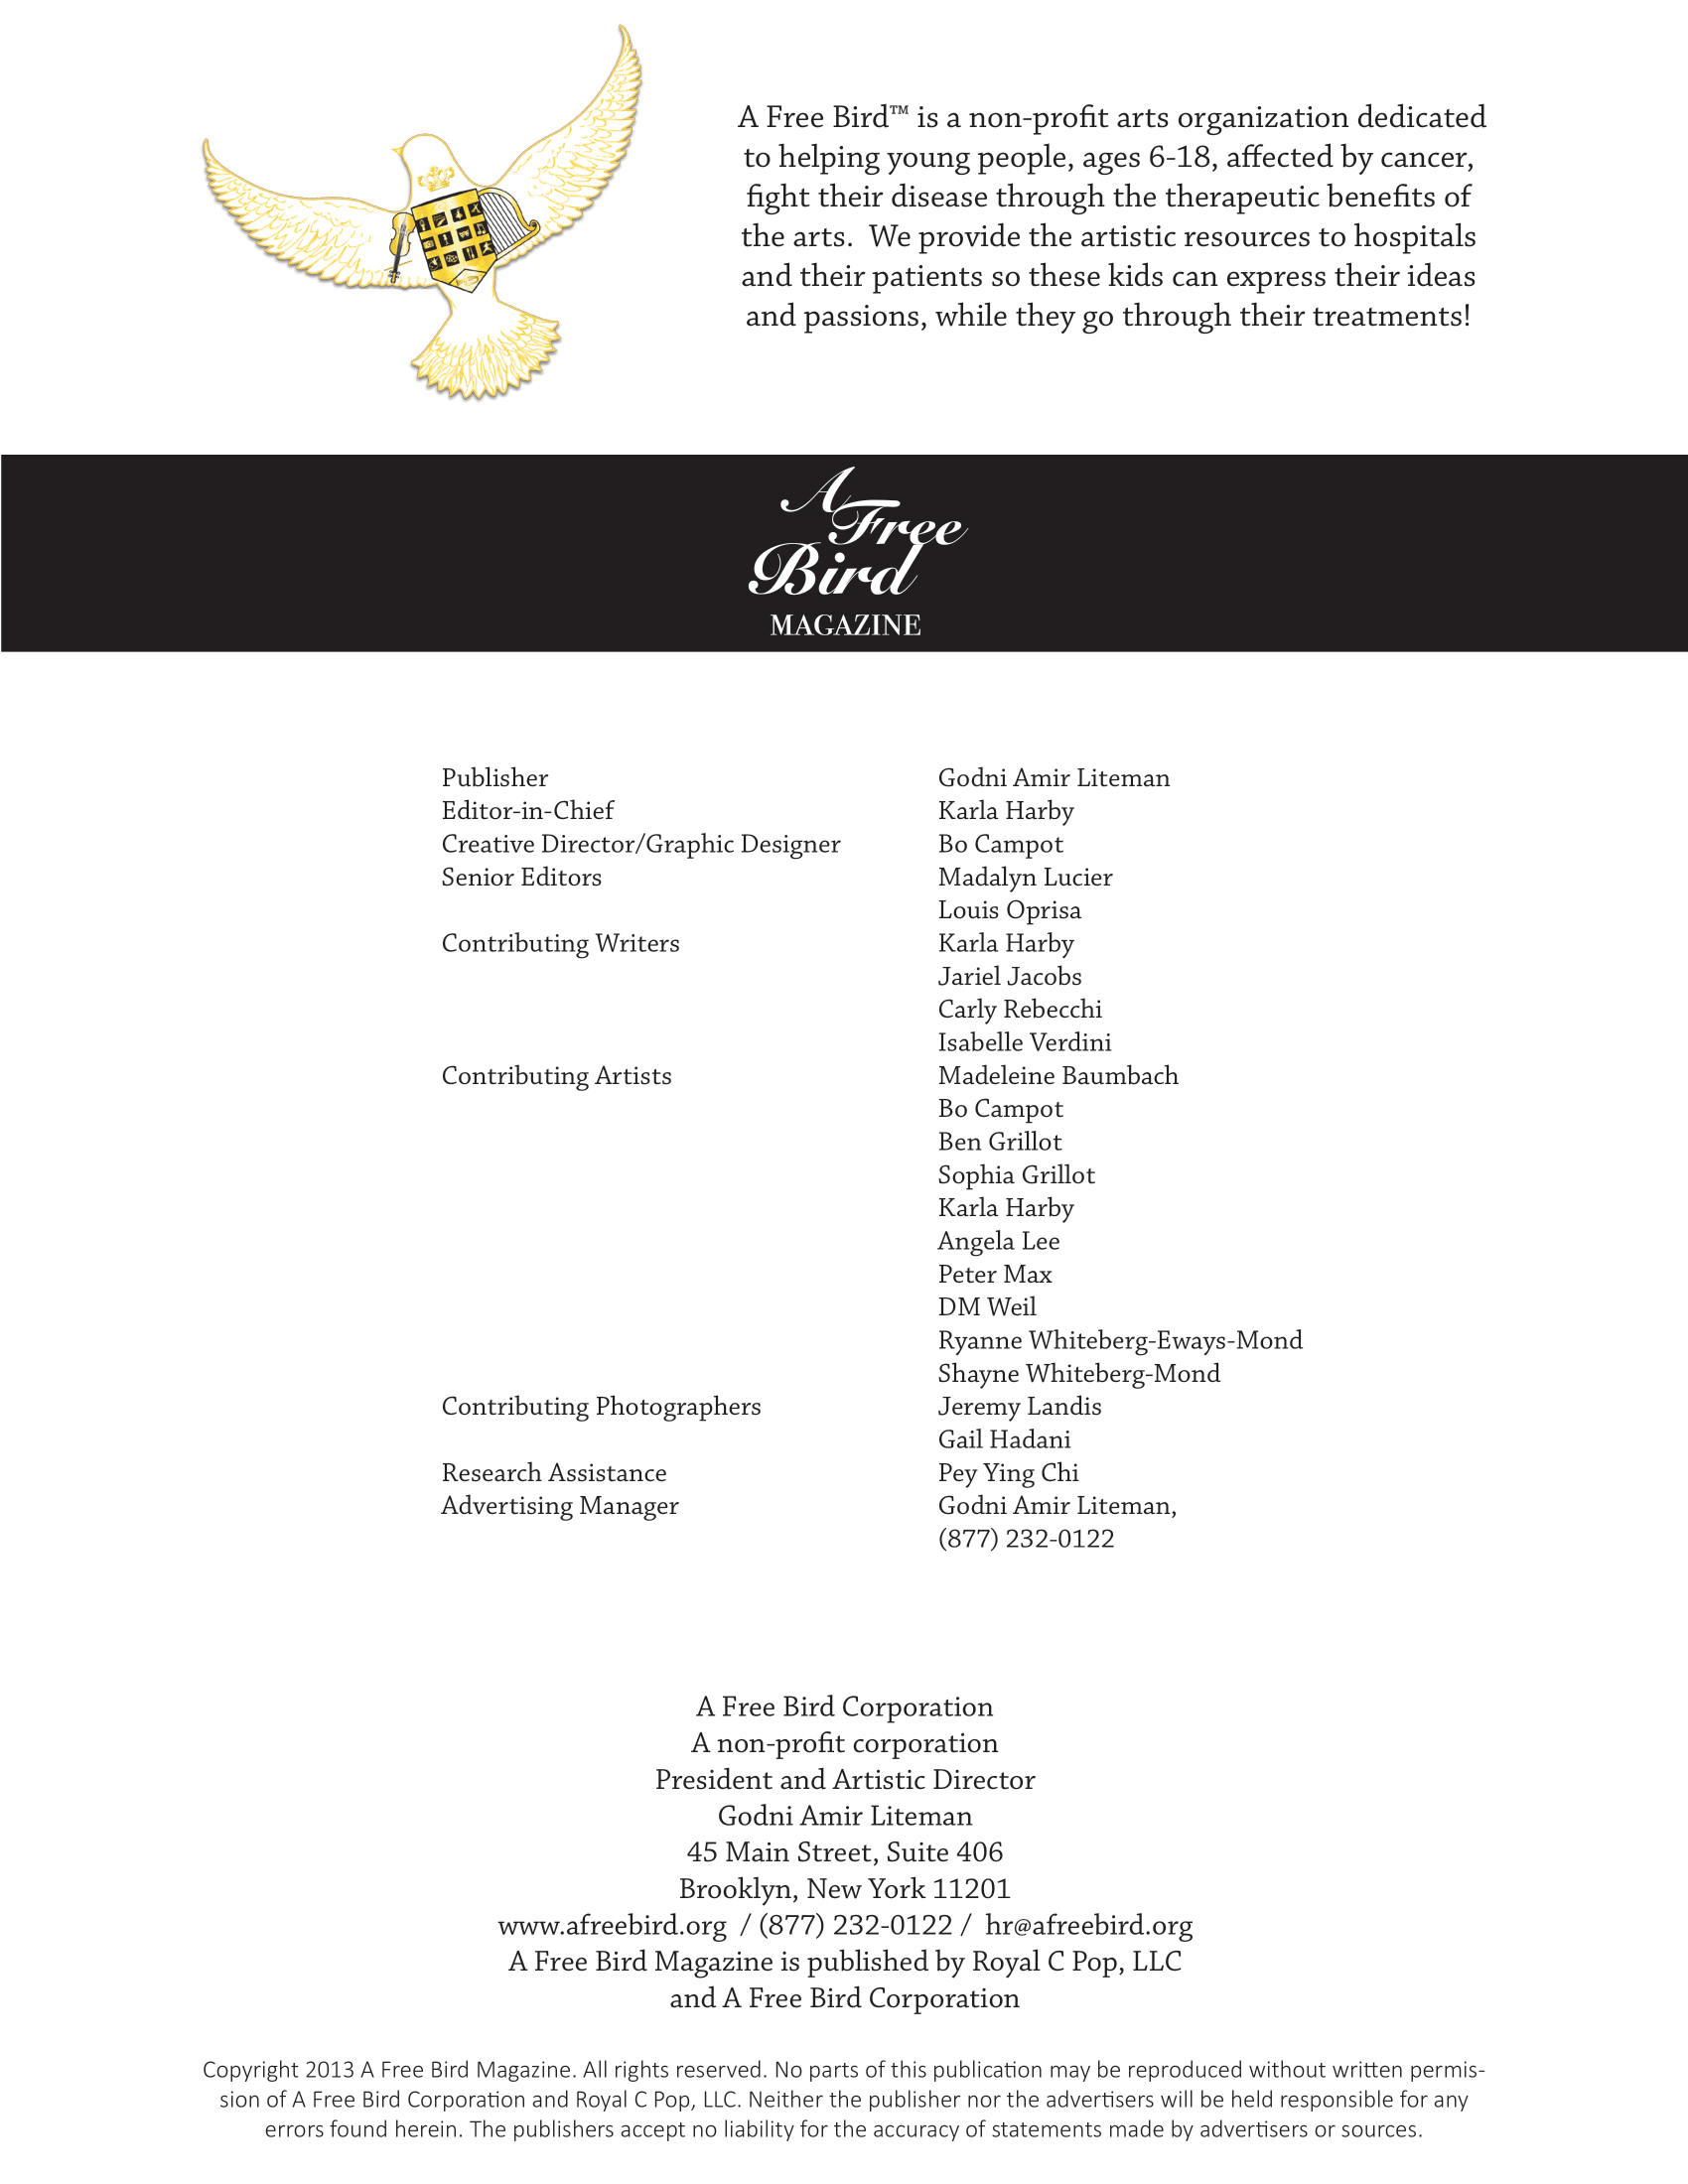 A Free Bird™ is a non-profit arts organization dedicated
to helping young people, ages 6-18, affected by cancer,
fight their disease through the therapeutic benefits of
the arts.  We provide the artistic resources to hospitals
and their patients so these kids can express their ideas
and passions, while they go through their treatments!
A
Free
Bird
MAGAZINE
Publisher Godni Amir Liteman
Editor-in-Chief Karla Harby
Creative Director/Graphic Designer Bo Campot
Senior Editors Madalyn Lucier
Louis Oprisa
Contributing Writers Karla Harby
Jariel Jacobs
Carly Rebecchi
Isabelle Verdini
Contributing Artists Madeleine Baumbach
Bo Campot
Ben Grillot
Sophia Grillot
Karla Harby
Angela Lee
Peter Max
DM Weil
Ryanne Whiteberg-Eways-Mond
Shayne Whiteberg-Mond
Contributing Photographers Jeremy Landis
Gail Hadani
Research Assistance Pey Ying Chi
Advertising Manager Godni Amir Liteman,
(877) 232-0122
A Free Bird Corporation
A non-profit corporation
President and Artistic Director
Godni Amir Liteman
45 Main Street, Suite 406
Brooklyn, New York 11201
www.afreebird.org  / (877) 232-0122 /  hr@afreebird.org
A Free Bird Magazine is published by Royal C Pop, LLC
and A Free Bird Corporation
Copyright 2013 A Free Bird Magazine. All rights reserved. No parts of this publication may be reproduced without written permis-
sion of A Free Bird Corporation and Royal C Pop, LLC. Neither the publisher nor the advertisers will be held responsible for any
errors found herein. The publishers accept no liability for the accuracy of statements made by advertisers or sources.